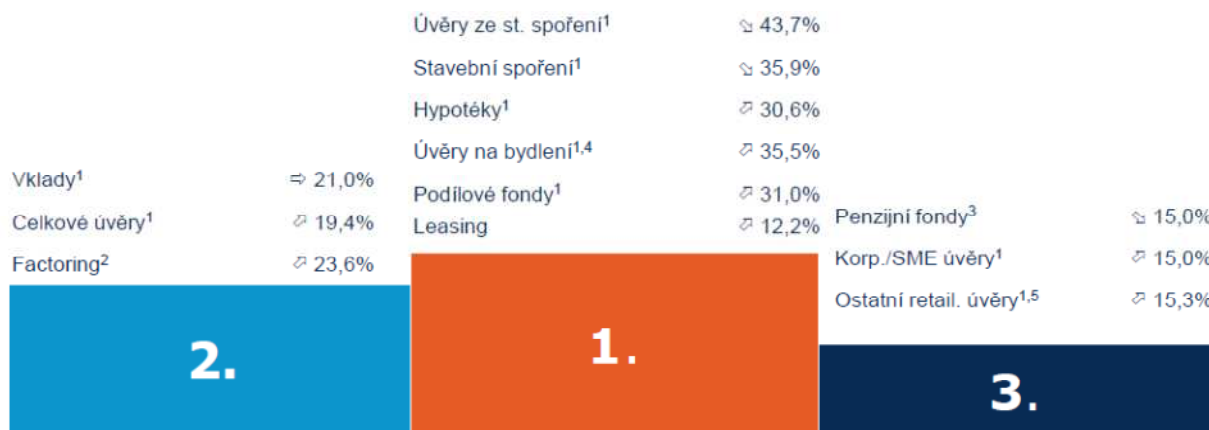 Úvěry ze st. spoření¹ ⬂ 43,7%
Stavební spoření¹ ⬂ 35,9%
Hypotéky¹ ⬀ 30,6%
Úvěry na bydlení¹,⁴ ⬀ 35,5%
Podílové fondy¹ ⬀ 31,0%
Leasing ⬀ 12,2%
1.
Vklady¹ ⇨ 21,0%
Celkové úvěry¹ ⬀ 19,4%
Factoring² ⬀ 23,6%
2.
Penzijní fondy³ ⬂ 15,0%
Korp./SME úvěry¹ ⬀ 15,0%
Ostatní retail. úvěry¹,⁵ ⬀ 15,3%
3.